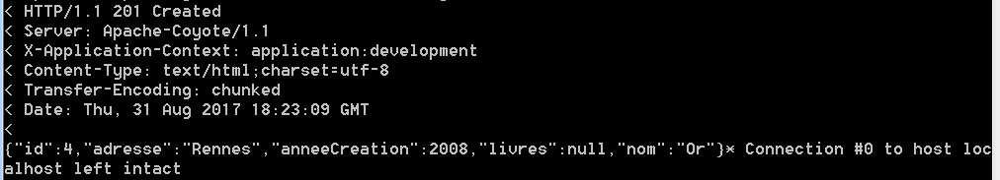 < HTTP/1.1 201 Created
< Server: Apache-Coyote/1.1
< X-Application-Context: application:development
< Content-Type: text/html;charset=utf-8
< Transfer-Encoding: chunked
< Date: Thu, 31 Aug 2017 18:23:09 GMT
<
{"id":4,"adresse":"Rennes","anneeCreation":2008,"livres":null,"nom":"Or"}* Connection #0 to host loc
alhost left intact